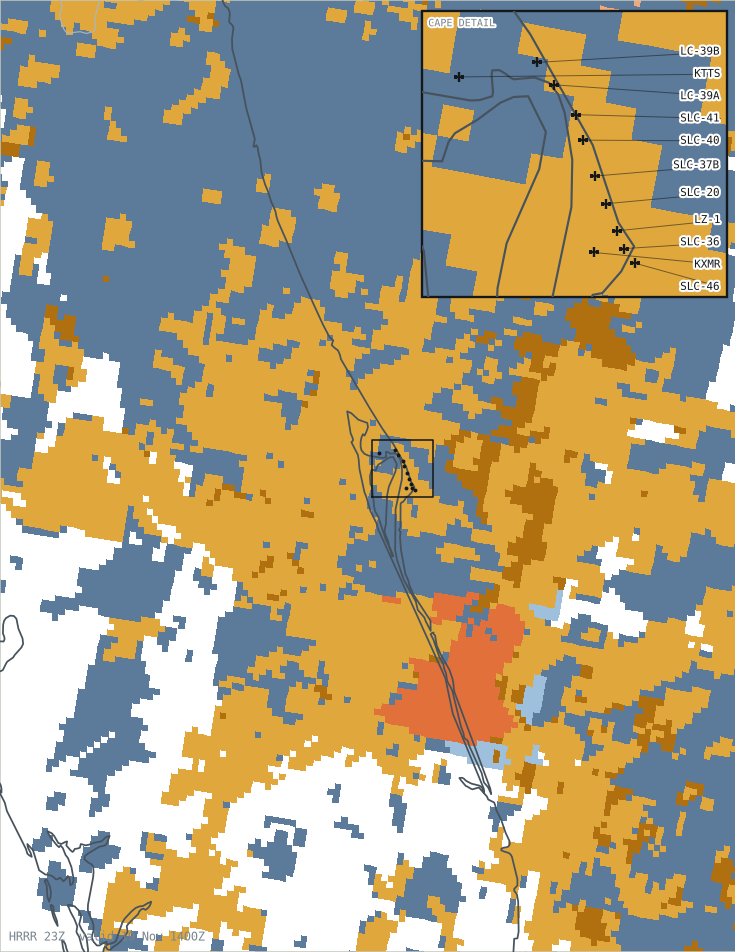 CAPE DETAIL
LC-39B
KTTS
LC-39A
SLC-41
SLC-40
SLC-37B
SLC-20
LZ-1
SLC-36
KXMR
SLC-46
HRRR 23Z Nov 1400Z